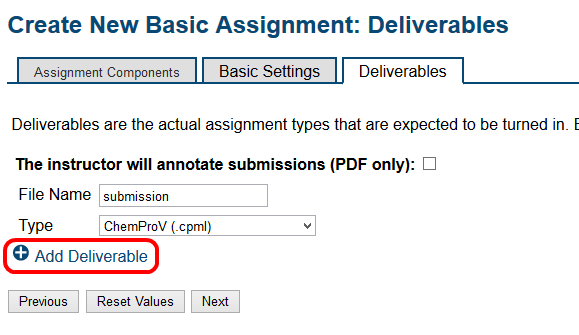 Create New Basic Assignment: Deliverables
Assignment Components Basic Settings Deliverables
Deliverables are the actual assignment types that are expected to be turned in.
The instructor will annotate submissions (PDF only):
File Name submission
Type ChemProV (.cpml)
Add Deliverable
Previous Reset Values Next